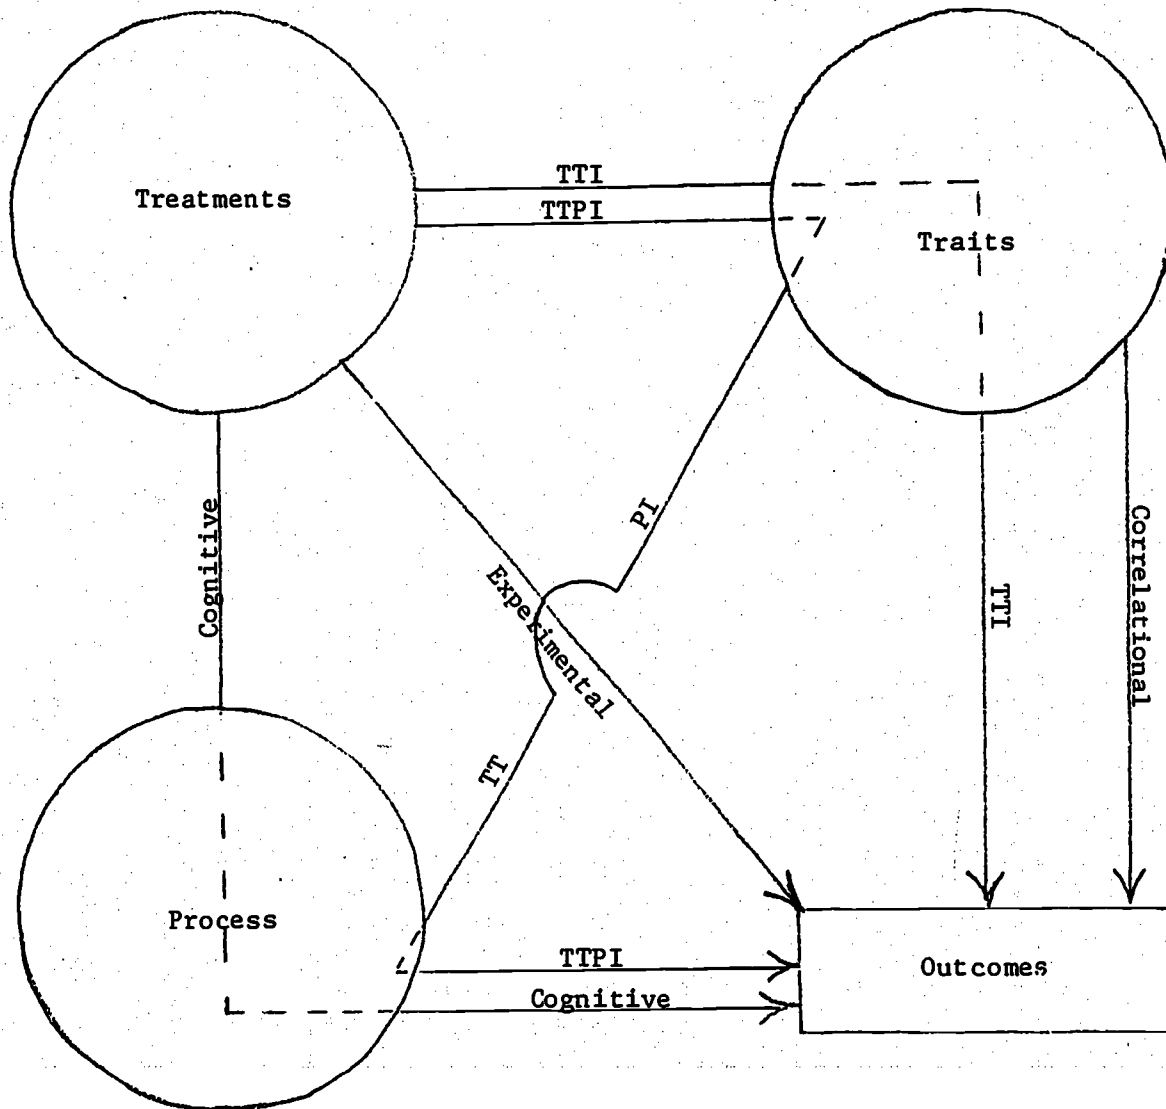 TTI
Treatments
TTPI
Traits
Cognitive
PI
Experimental
TTI
Correlational
TT
Process
TTPI
Outcomes
Cognitive